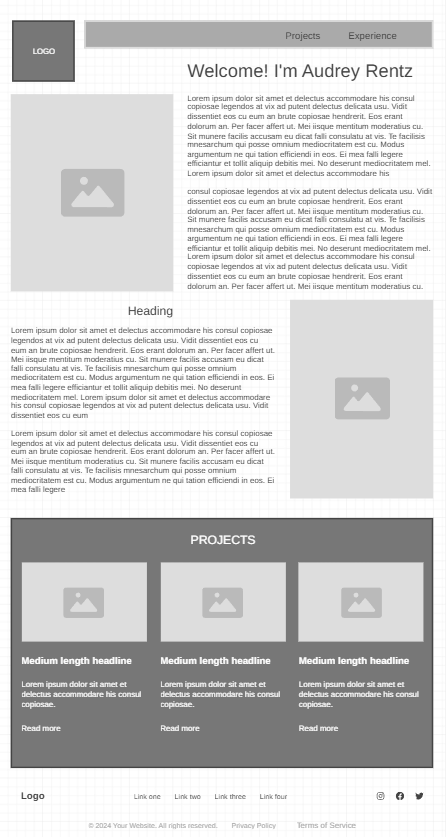 LOGO
Projects Experience
Welcome! I'm Audrey Rentz
Lorem ipsum dolor sit amet et delectus accommodare his consul
copiosae legendos at vix ad putent delectus delicata usu. Vidit
dissentiet eos cu eum an brute copiosae hendrerit. Eos erant
dolorum an. Per facer affert ut. Mei iisque mentitum moderatius cu.
Sit munere facilis accusam eu dicat falli consulatu at vis. Te facilisis
mnesarchum qui posse omnium mediocritatem est cu. Modus
argumentum ne qui tation efficiendi in eos. Ei mea falli legere
efficiantur et tollit aliquip debitis mei. No deserunt mediocritatem mel.
Lorem ipsum dolor sit amet et delectus accommodare his
consul copiosae legendos at vix ad putent delectus delicata usu. Vidit
dissentiet eos cu eum an brute copiosae hendrerit. Eos erant
dolorum an. Per facer affert ut. Mei iisque mentitum moderatius cu.
Sit munere facilis accusam eu dicat falli consulatu at vis. Te facilisis
mnesarchum qui posse omnium mediocritatem est cu. Modus
argumentum ne qui tation efficiendi in eos. Ei mea falli legere
efficiantur et tollit aliquip debitis mei. No deserunt mediocritatem mel.
Lorem ipsum dolor sit amet et delectus accommodare his consul
copiosae legendos at vix ad putent delectus delicata usu. Vidit
dissentiet eos cu eum an brute copiosae hendrerit. Eos erant
dolorum an. Per facer affert ut. Mei iisque mentitum moderatius cu.
Heading
Lorem ipsum dolor sit amet et delectus accommodare his consul copiosae
legendos at vix ad putent delectus delicata usu. Vidit dissentiet eos cu
eum an brute copiosae hendrerit. Eos erant dolorum an. Per facer affert ut.
Mei iisque mentitum moderatius cu. Sit munere facilis accusam eu dicat
falli consulatu at vis. Te facilisis mnesarchum qui posse omnium
mediocritatem est cu. Modus argumentum ne qui tation efficiendi in eos. Ei
mea falli legere efficiantur et tollit aliquip debitis mei. No deserunt
mediocritatem mel. Lorem ipsum dolor sit amet et delectus accommodare
his consul copiosae legendos at vix ad putent delectus delicata usu. Vidit
dissentiet eos cu eum
Lorem ipsum dolor sit amet et delectus accommodare his consul copiosae
legendos at vix ad putent delectus delicata usu. Vidit dissentiet eos cu
eum an brute copiosae hendrerit. Eos erant dolorum an. Per facer affert ut.
Mei iisque mentitum moderatius cu. Sit munere facilis accusam eu dicat
falli consulatu at vis. Te facilisis mnesarchum qui posse omnium
mediocritatem est cu. Modus argumentum ne qui tation efficiendi in eos. Ei
mea falli legere
PROJECTS
Medium length headline
Lorem ipsum dolor sit amet et
delectus accommodare his consul
copiosae.
Read more
Medium length headline
Lorem ipsum dolor sit amet et
delectus accommodare his consul
copiosae.
Read more
Medium length headline
Lorem ipsum dolor sit amet et
delectus accommodare his consul
copiosae.
Read more
Logo
Link one Link two Link three Link four
© 2024 Your Website. All rights reserved. Privacy Policy Terms of Service